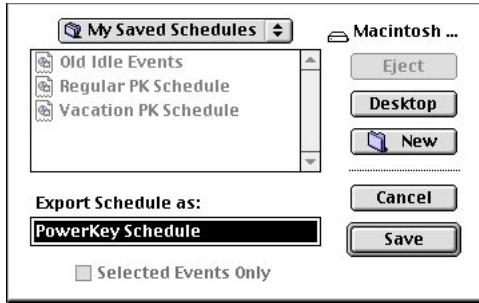 My Saved Schedules
Macintosh ...
Old Idle Events
Regular PK Schedule
Vacation PK Schedule
Eject
Desktop
New
Export Schedule as:
PowerKey Schedule
Cancel
Save
Selected Events Only